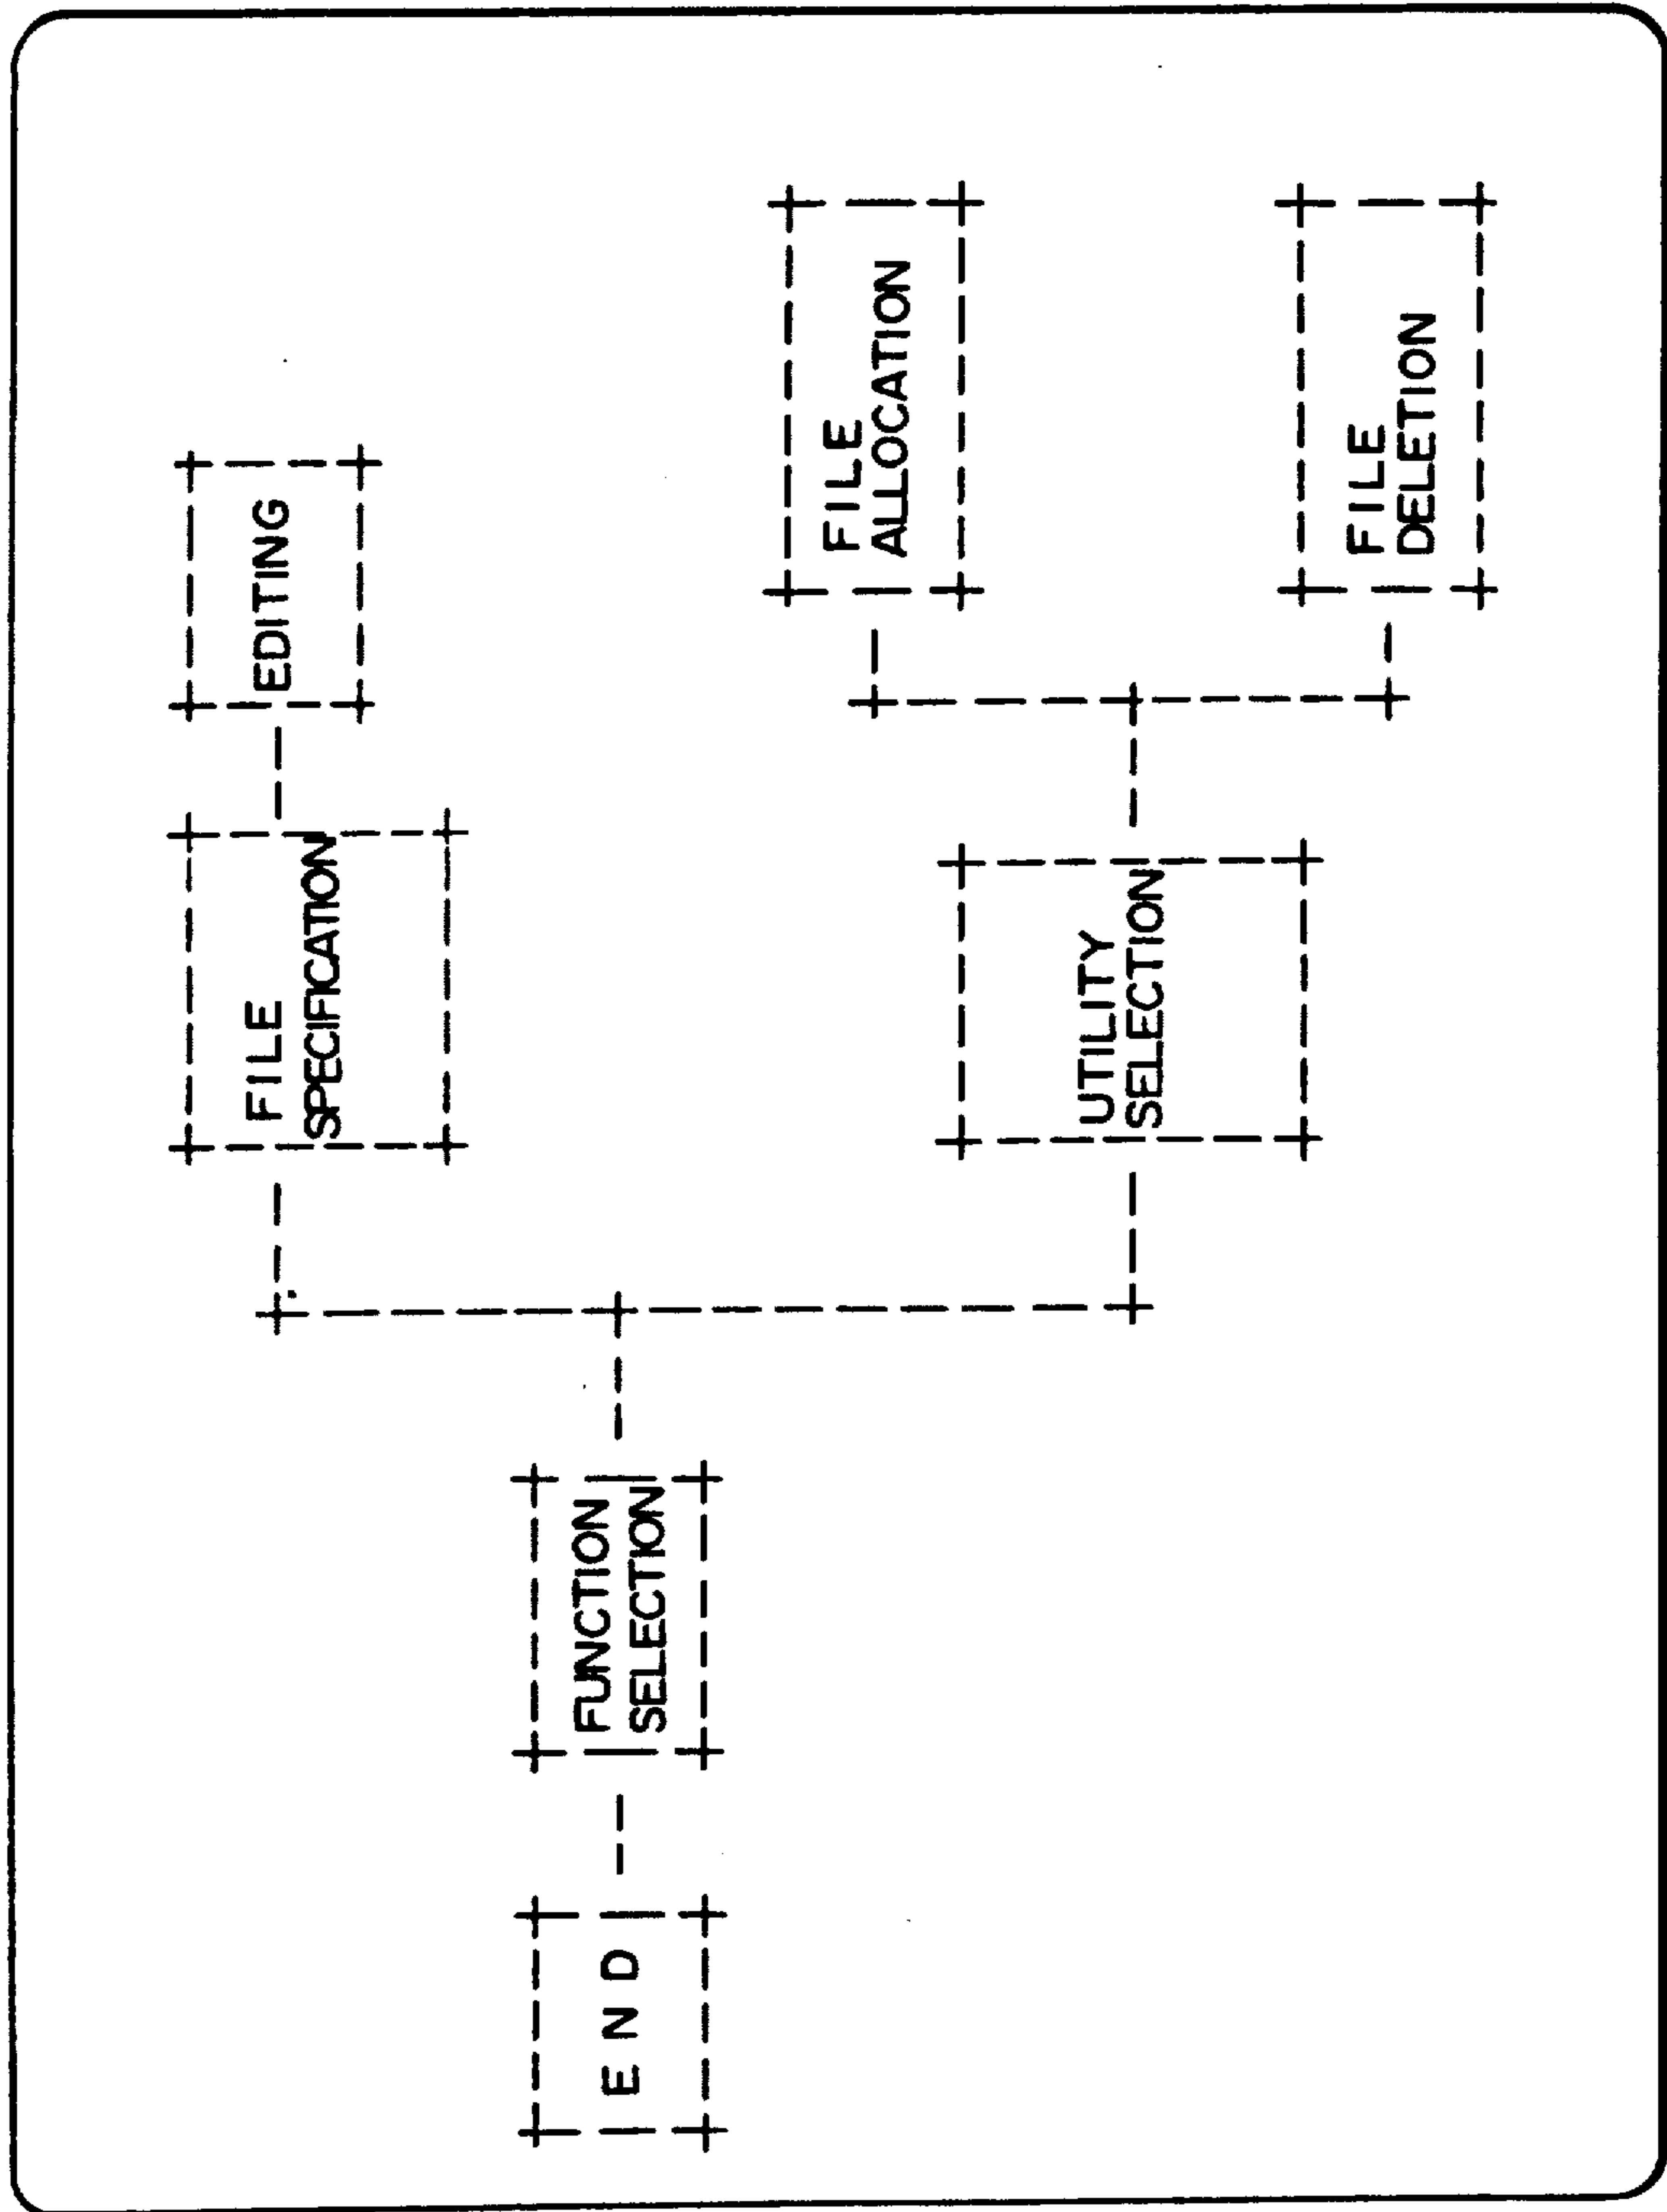 END
FUNCTION
SELECTION
FILE
SPECIFICATION
EDITING
UTILITY
SELECTION
FILE
ALLOCATION
FILE
DELETION